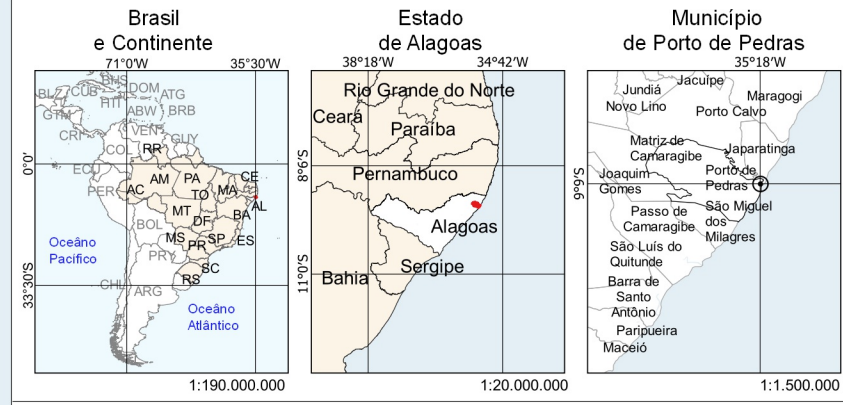 Brasil
e Continente
71°0'W
35°30'W
0°0'
33°30'S
BHS
BLZ
CUB
DOM
ATG
HTI
GTM
ABW
BRB
CRI
VEN
GUY
COL
RR
ECU
AM
PA
CE
PER
AC
TO
MA
AL
MT
BA
BOL
DF
MS
SP
ES
PR
PRY
SC
RS
CHL
ARG
Oceâno
Pacífico
Oceâno
Atlântico
1:190.000.000
Estado
de Alagoas
38°18'W
34°42'W
8°9'S
11°0'S
Rio Grande do Norte
Ceará
Paraíba
Pernambuco
Alagoas
Sergipe
Bahia
1:20.000.000
Município
de Porto de Pedras
35°18'W
9°9'S
Jacuípe
Jundiá
Maragogi
Novo Lino
Porto Calvo
Matriz de
Camaragibe
Japaratinga
Joaquim
Gomes
Porto de
Pedras
São Miguel
dos
Milagres
Passo de
Camaragibe
São Luís do
Quitunde
Barra de
Santo
Antônio
Paripueira
Maceió
1:1.500.000